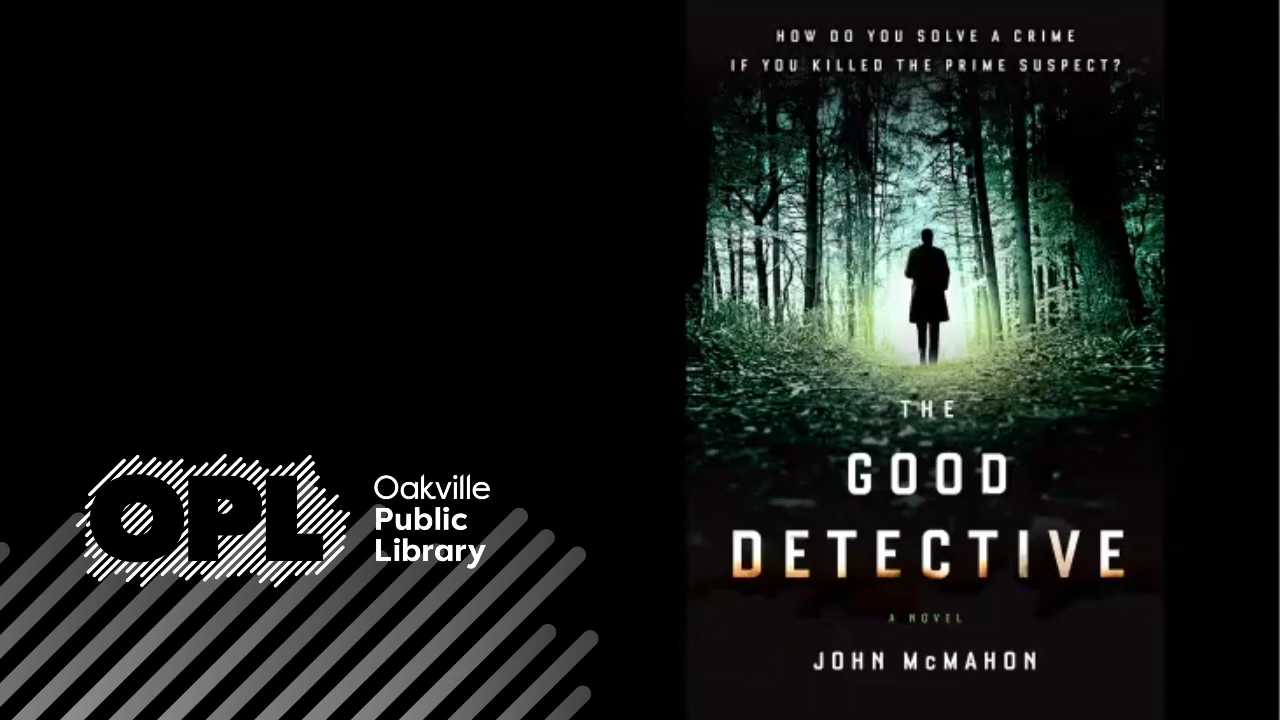 OPL
Oakville
Public
Library
HOW DO YOU SOLVE A CRIME
IF YOU KILLED THE PRIME SUSPECT?
THE
GOOD
DETECTIVE
A NOVEL
JOHN McMAHON